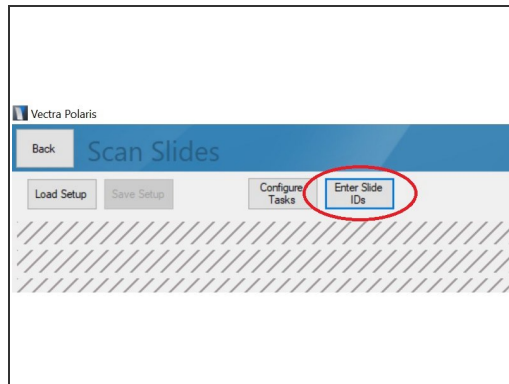 Vectra Polaris
Back
Scan Slides
Load Setup
Save Setup
Configure
Tasks
Enter Slide
IDs